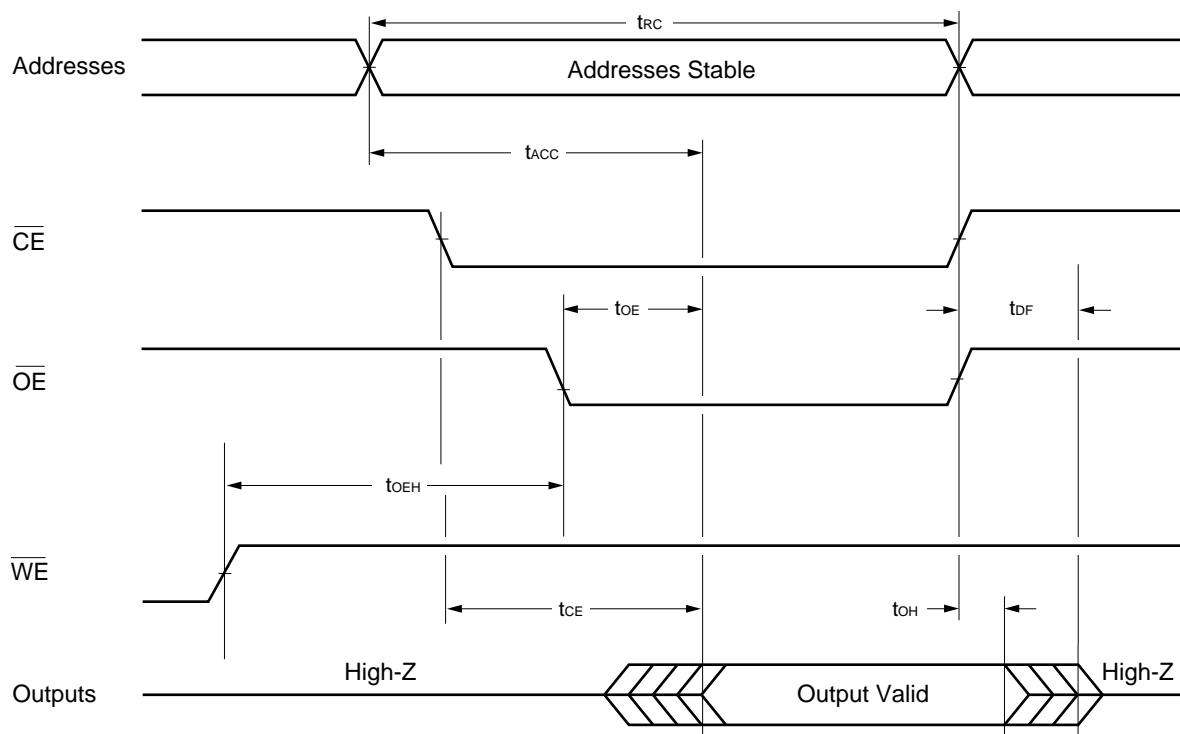 tRC
Addresses
Addresses Stable
tACC
CE
tOE
tDF
OE
tOEH
WE
tCE
tOH
High-Z
High-Z
Outputs
Output Valid